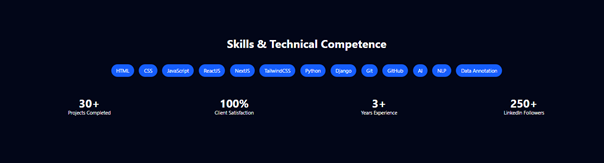 Skills & Technical Competence
HTML CSS JavaScript ReactJS NextJS TailwindCSS Python Django Git GitHub AI NLP Data Annotation
30+ 100% 3+ 250+
Projects Completed Client Satisfaction Years Experience LinkedIn Followers